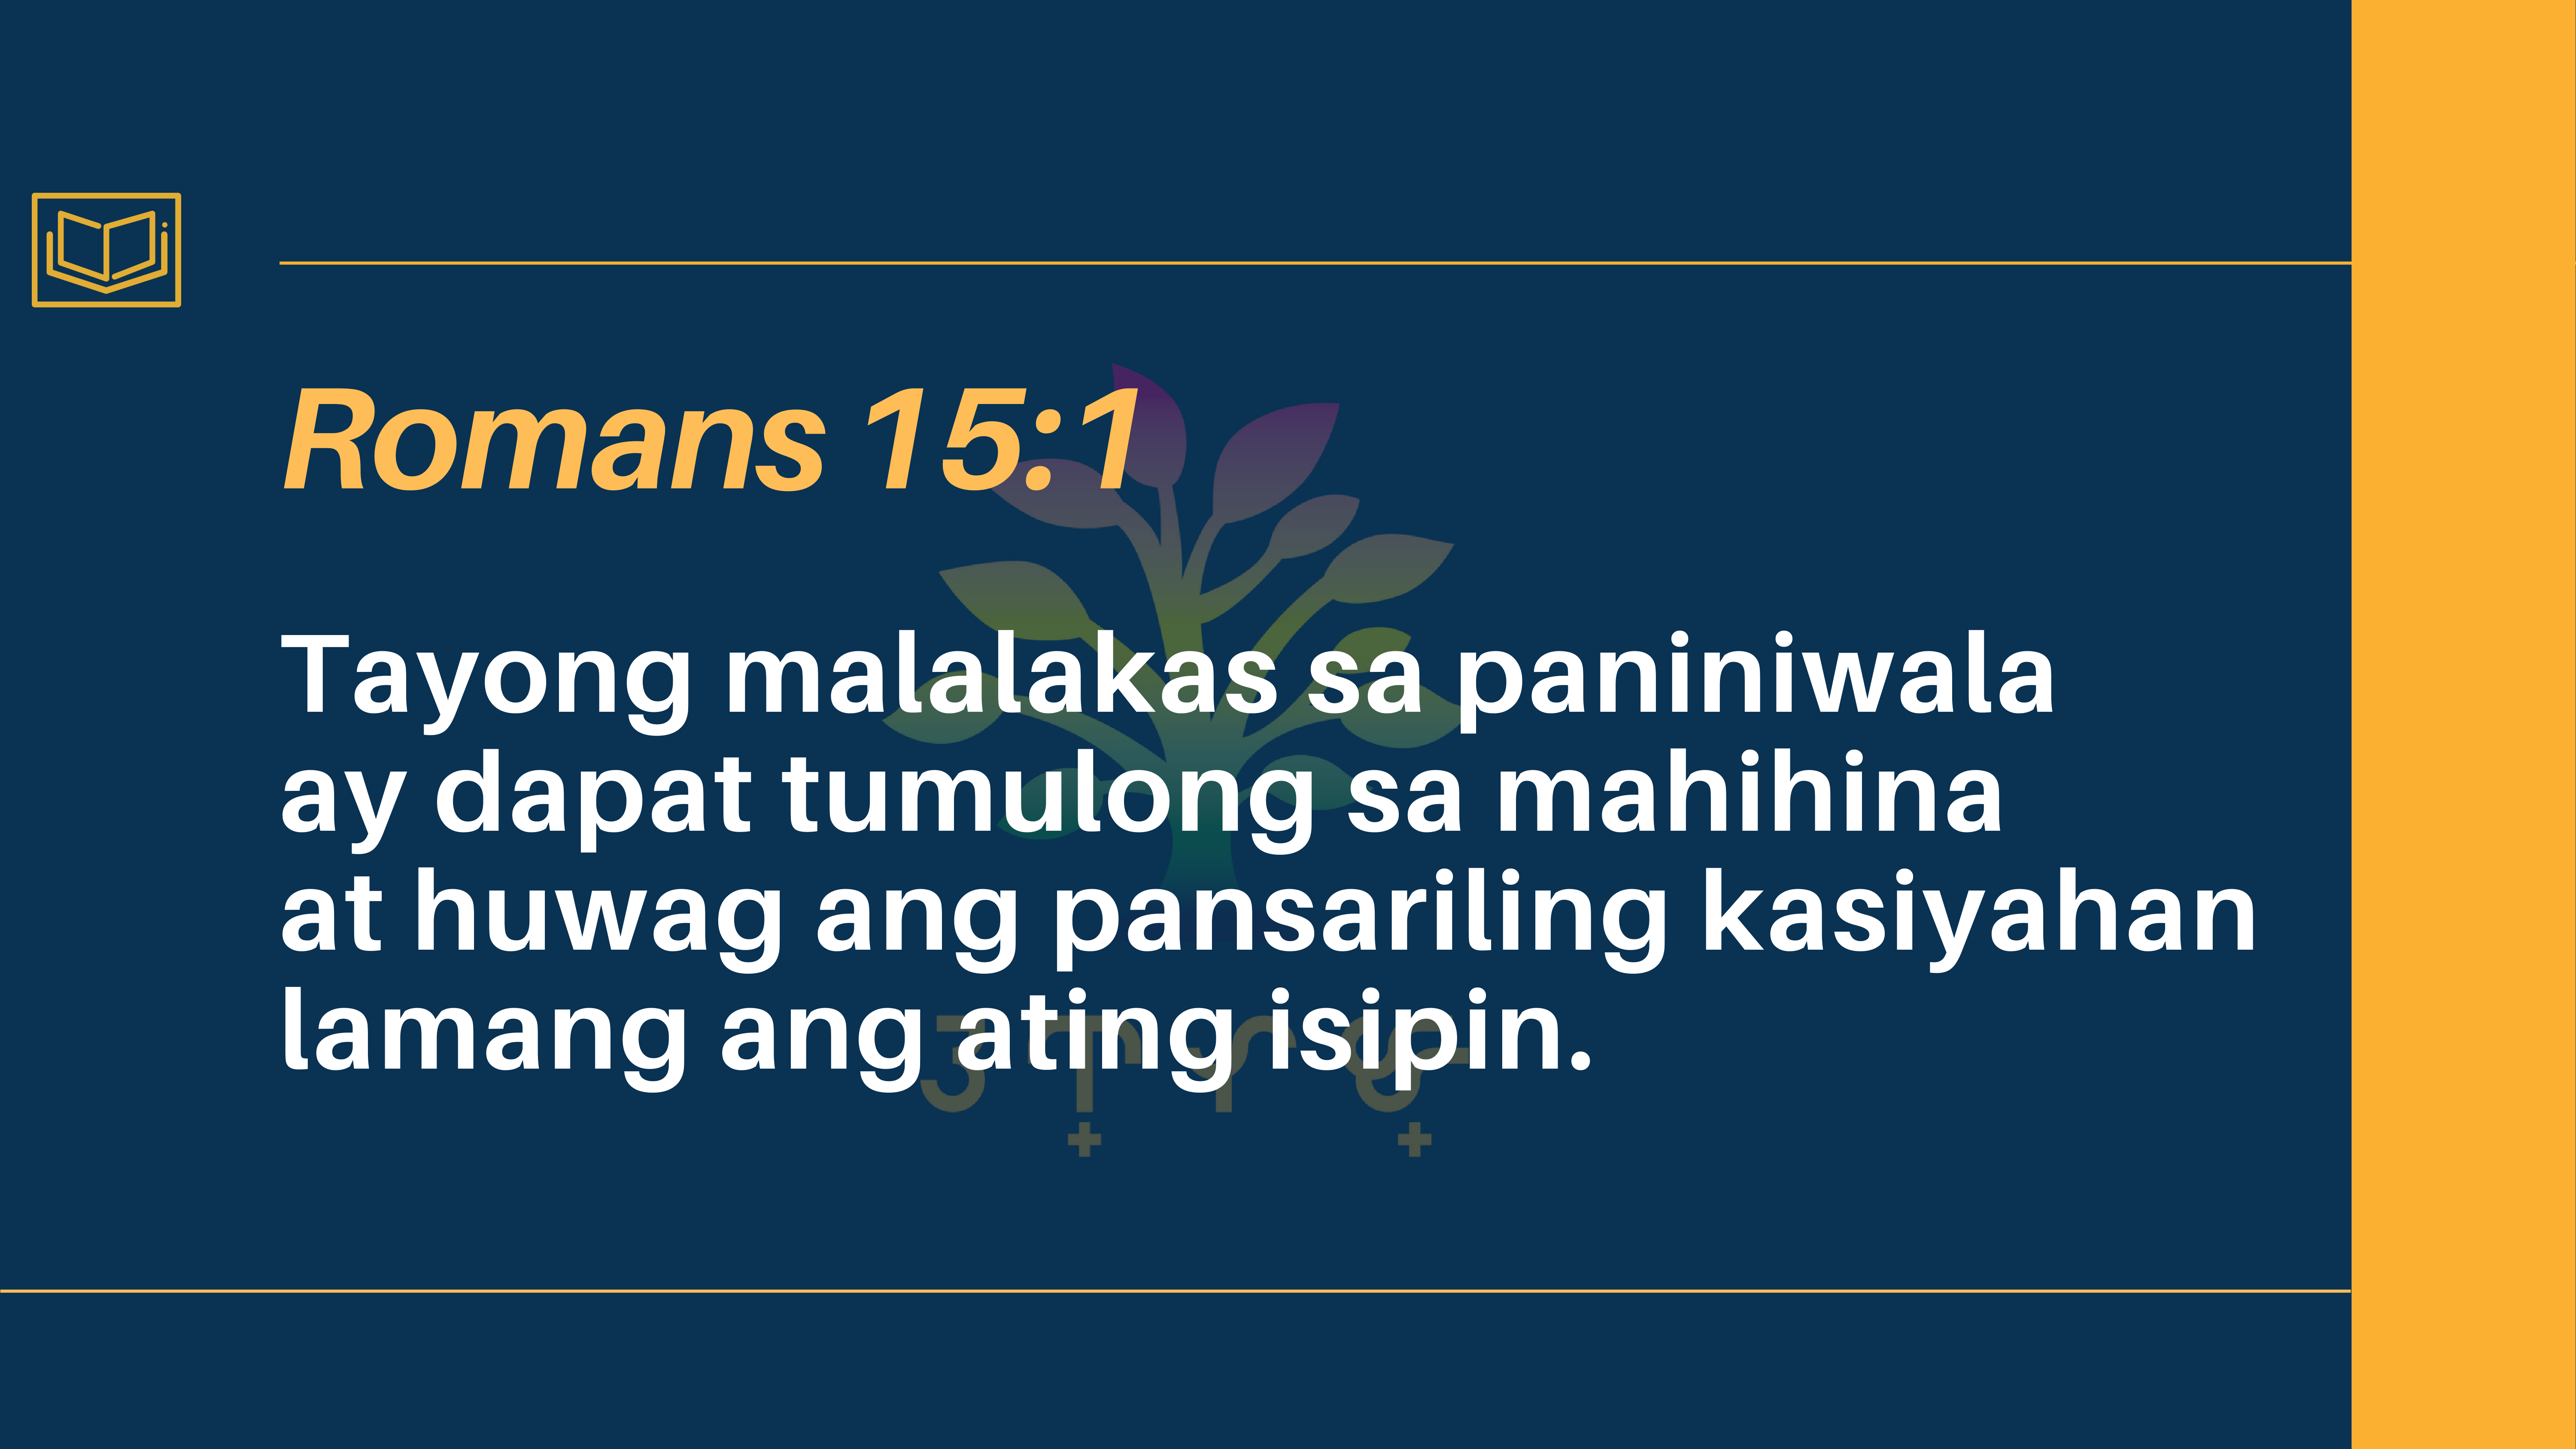 Romans 15:1
Tayong malalakas sa paniniwala
ay dapat tumulong sa mahihina
at huwag ang pansariling kasiyahan
lamang ang ating isipin.